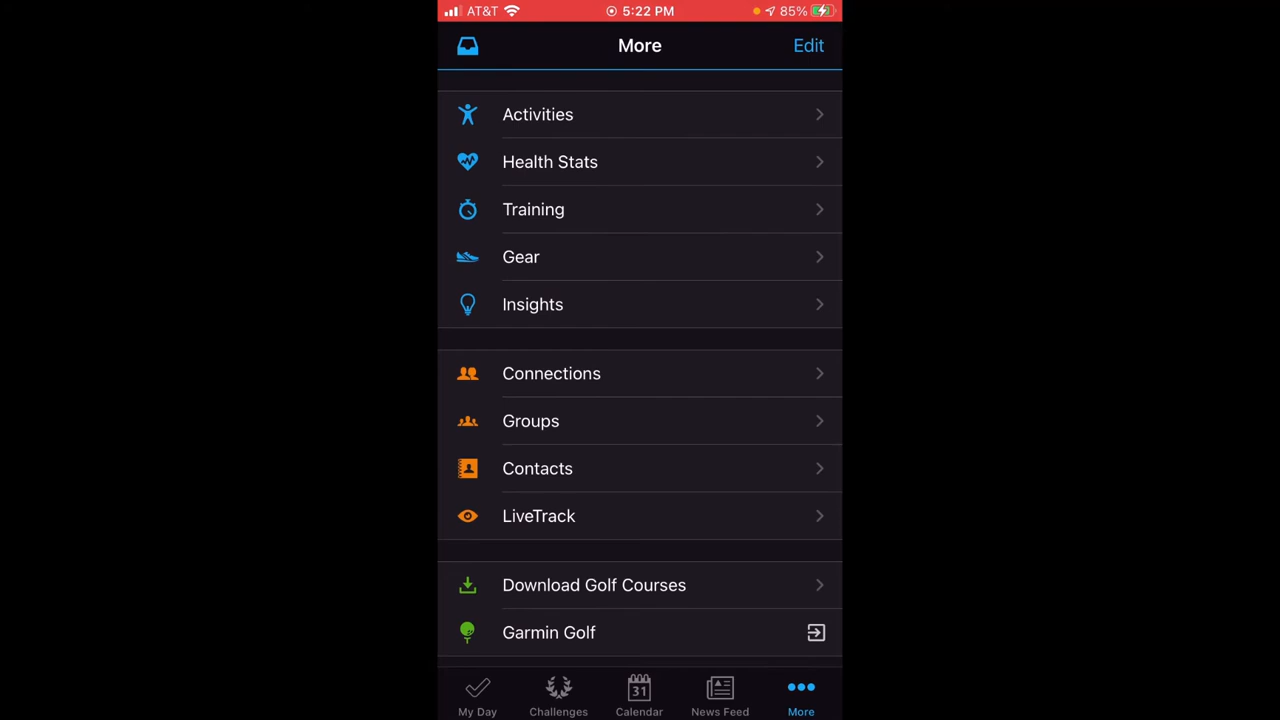 AT&T 5:22 PM 85%
More Edit
Activities
Health Stats
Training
Gear
Insights
Connections
Groups
Contacts
LiveTrack
Download Golf Courses
Garmin Golf
31
My Day Challenges Calendar News Feed More